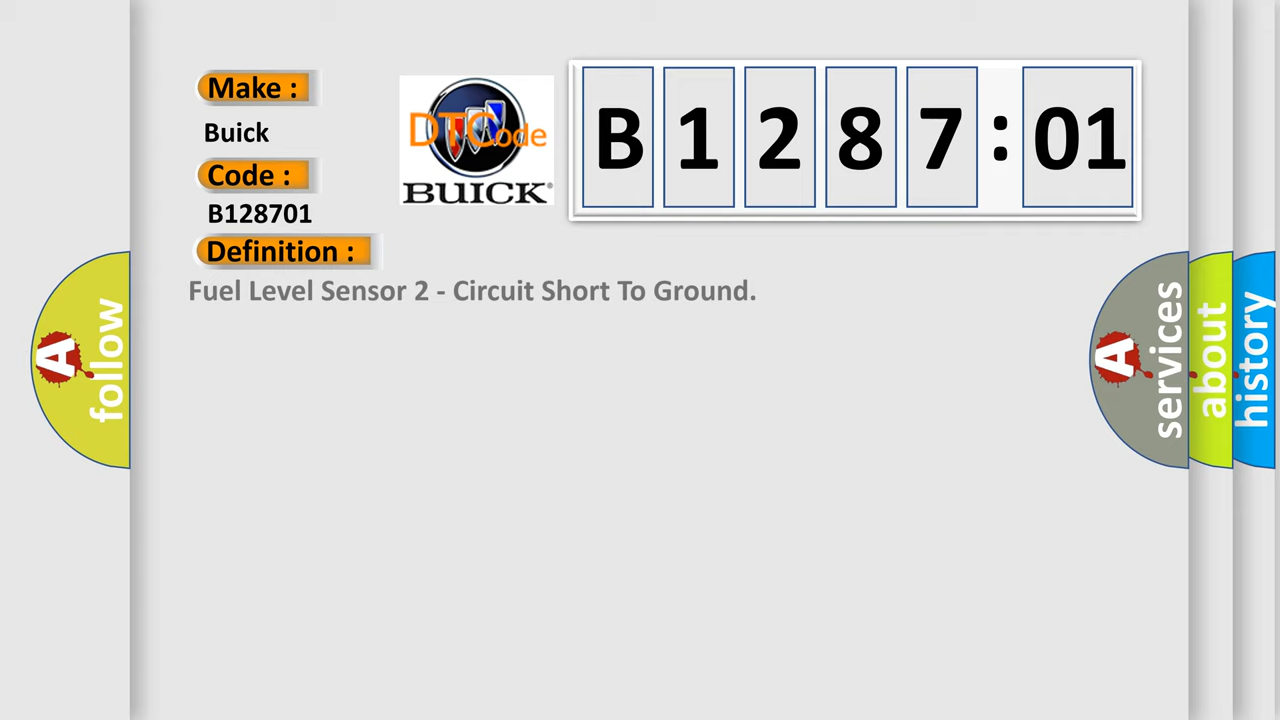 Make :
Buick
Code :
B128701
Definition :
Fuel Level Sensor 2 - Circuit Short To Ground.
DTCode
BUICK®
B 1 2 8 7 : 01
A follow
A services
about
history